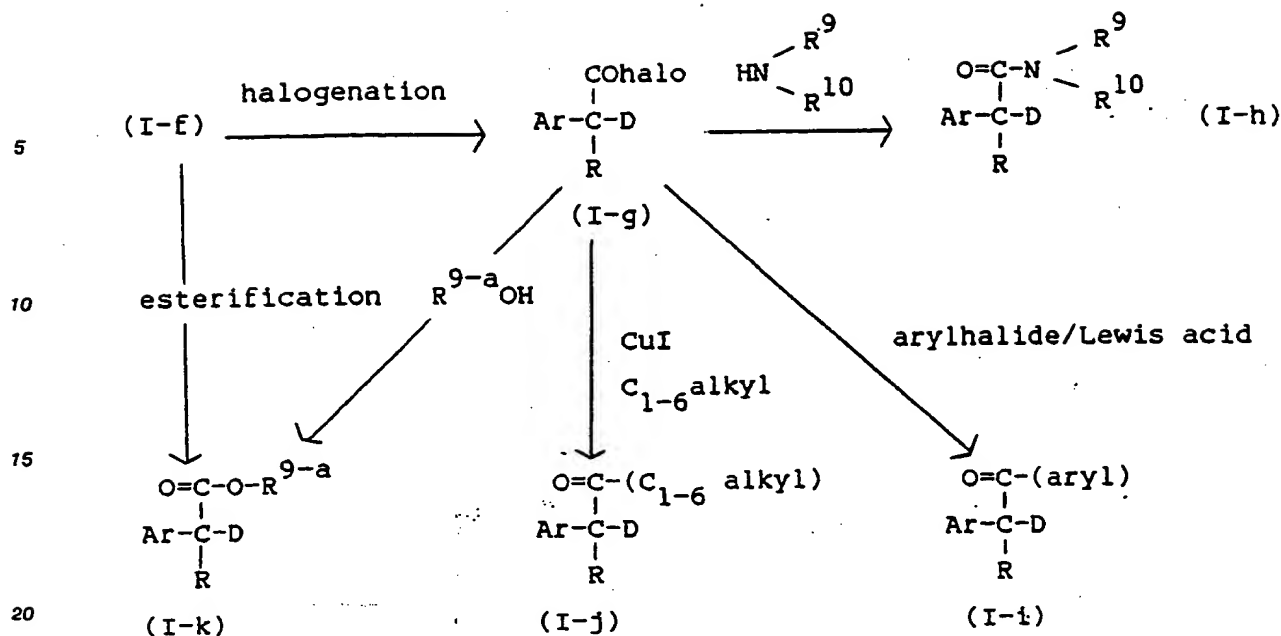 COhalo HN R⁹ R¹⁰ O=C-N R⁹ R¹⁰
halogenation
(I-f) Ar-C-D Ar-C-D (I-h)
5
R R
(I-g)
10 esterification R⁹⁻ᵃOH
CuI arylhalide/Lewis acid
C₁₋₆alkyl
15
O=C-O-R⁹⁻ᵃ O=C-(C₁₋₆ alkyl) O=C-(aryl)
Ar-C-D Ar-C-D Ar-C-D
R R R
20 (I-k) (I-j) (I-i)